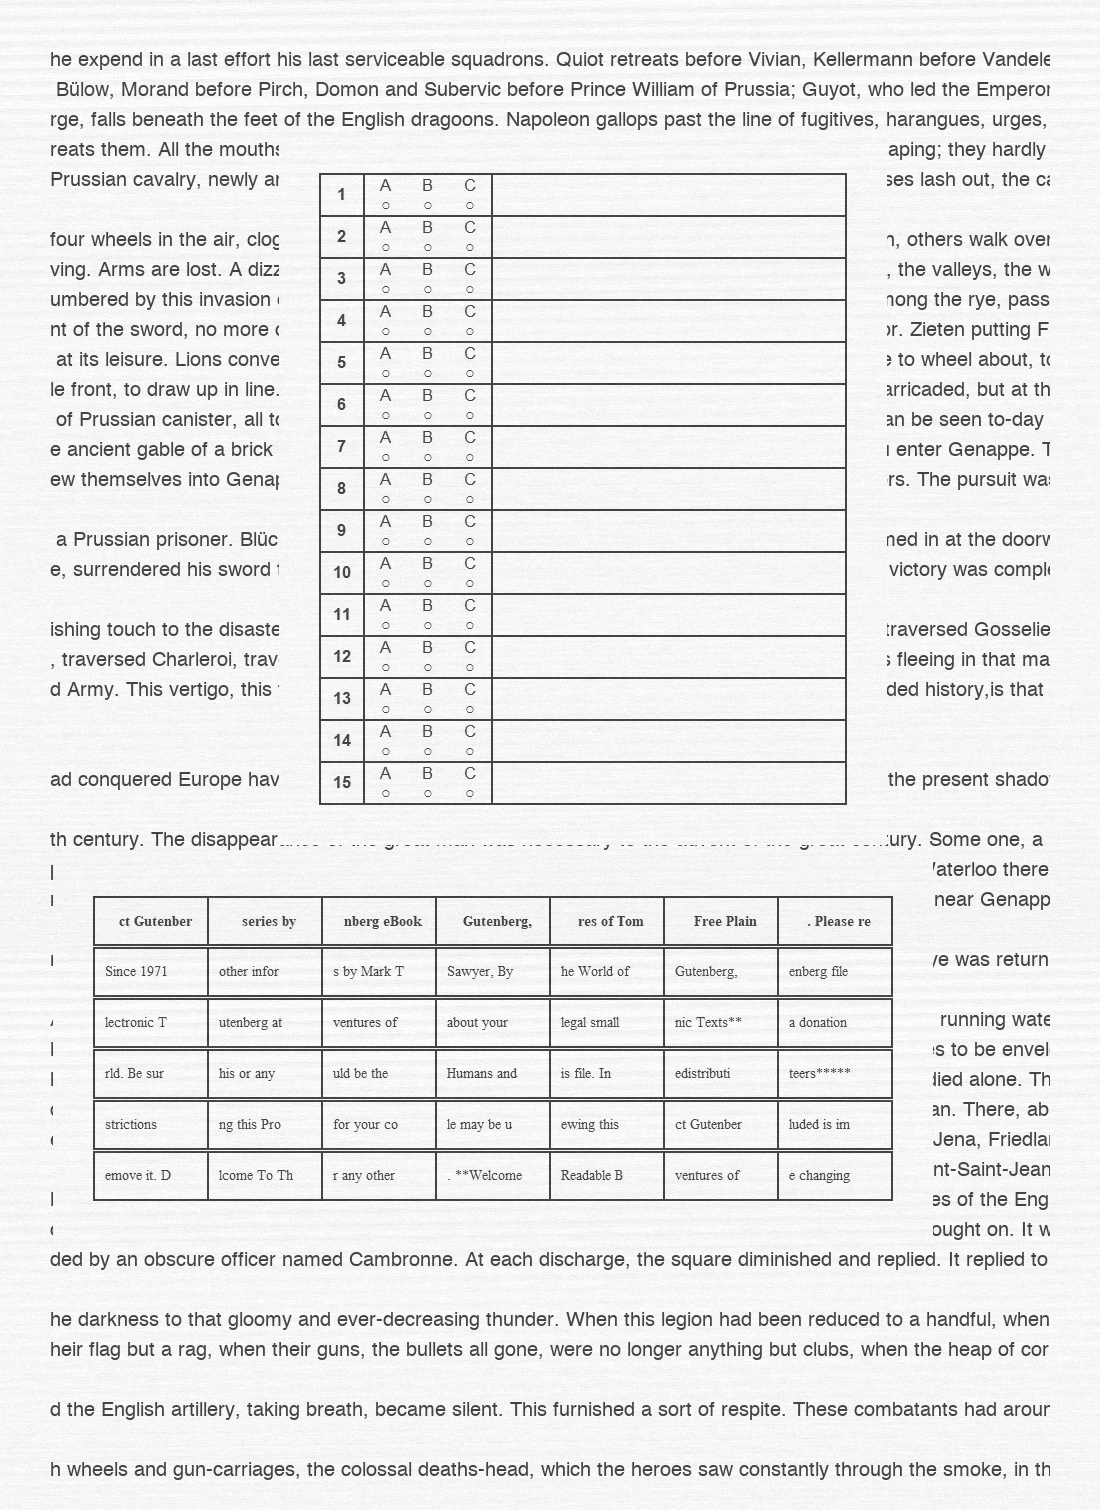 he expend in a last effort his last serviceable squadrons. Quiot retreats before Vivian, Kellermann before Vandele
Bülow, Morand before Pirch, Domon and Subervic before Prince William of Prussia; Guyot, who led the Emperor
rge, falls beneath the feet of the English dragoons. Napoleon gallops past the line of fugitives, harangues, urges,
reats them. All the mouths aping; they hardly
Prussian cavalry, newly ar ses lash out, the ca
four wheels in the air, clog n, others walk over
ving. Arms are lost. A dizz , the valleys, the w
umbered by this invasion mong the rye, pass
nt of the sword, no more or. Zieten putting F
at its leisure. Lions conve e to wheel about, to
le front, to draw up in line. arricaded, but at th
of Prussian canister, all to an be seen to-day
e ancient gable of a brick enter Genappe. T
ew themselves into Genap rs. The pursuit was
a Prussian prisoner. Blüc ned in at the doorw
e, surrendered his sword victory was comple
ishing touch to the disaste traversed Gosselie
, traversed Charleroi, trav s fleeing in that ma
d Army. This vertigo, this ded history,is that
ad conquered Europe hav the present shado
1 A B C
2 A B C
3 A B C
4 A B C
5 A B C
6 A B C
7 A B C
8 A B C
9 A B C
10 A B C
11 A B C
12 A B C
13 A B C
14 A B C
15 A B C
th century. The disappearance of the great man was necessary to the advent of the great century. Some one, a
Waterloo there
near Genapp
ve was return
running wate
s to be envel
died alone. Th
an. There, ab
Jena, Friedla
nt-Saint-Jean
es of the Eng
ought on. It w
ct Gutenber series by nberg eBook Gutenberg, res of Tom Free Plain . Please re
Since 1971 other infor s by Mark T Sawyer, By he World of Gutenberg, enberg file
lectronic T utenberg at ventures of about your legal small nic Texts** a donation
rld. Be sur his or any uld be the Humans and is file. In edistributi teers*****
strictions ng this Pro for your co le may be u ewing this ct Gutenber luded is im
emove it. D lcome To Th r any other . **Welcome Readable B ventures of e changing
ded by an obscure officer named Cambronne. At each discharge, the square diminished and replied. It replied to
he darkness to that gloomy and ever-decreasing thunder. When this legion had been reduced to a handful, when
heir flag but a rag, when their guns, the bullets all gone, were no longer anything but clubs, when the heap of cor
d the English artillery, taking breath, became silent. This furnished a sort of respite. These combatants had aroun
h wheels and gun-carriages, the colossal deaths-head, which the heroes saw constantly through the smoke, in th